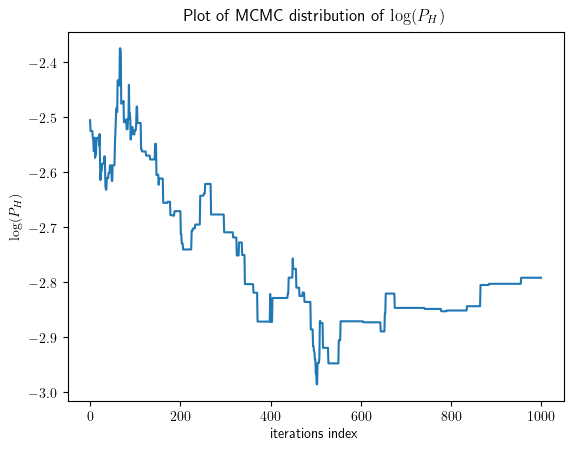 Plot of MCMC distribution of log(P_H)
−2.4
−2.5
−2.6
−2.7
−2.8
−2.9
−3.0
log(P_H)
0 200 400 600 800 1000
iterations index